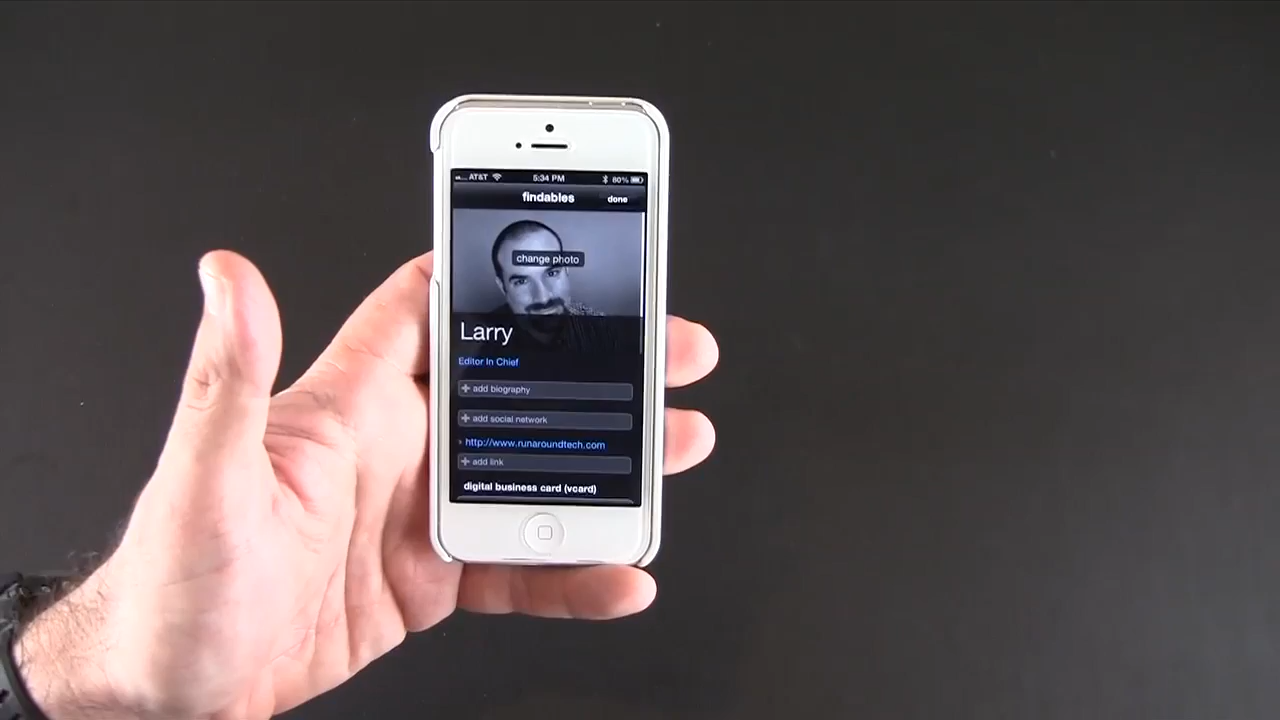 AT&T 5:34 PM 80%
findables done
change photo
Larry
Editor In Chief
+ add biography
+ add social network
http://www.runaroundtech.com
+ add link
digital business card (vcard)